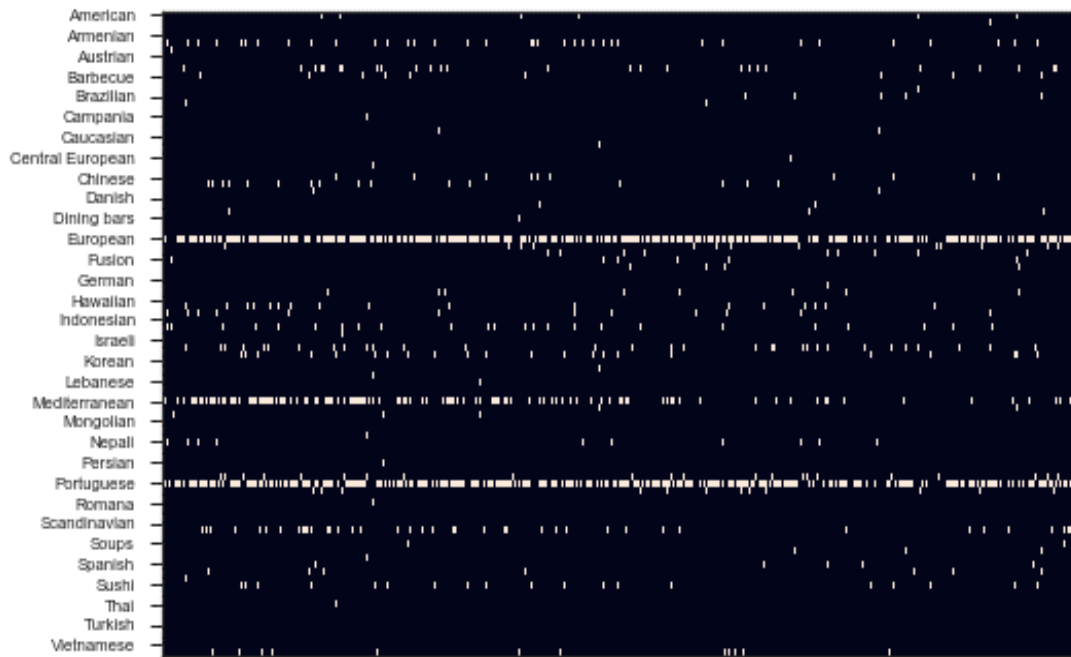 American
Armenian
Austrian
Barbecue
Brazilian
Campania
Caucasian
Central European
Chinese
Danish
Dining bars
European
Fusion
German
Hawaiian
Indonesian
Israeli
Korean
Lebanese
Mediterranean
Mongolian
Nepali
Persian
Portuguese
Romana
Scandinavian
Soups
Spanish
Sushi
Thai
Turkish
Vietnamese